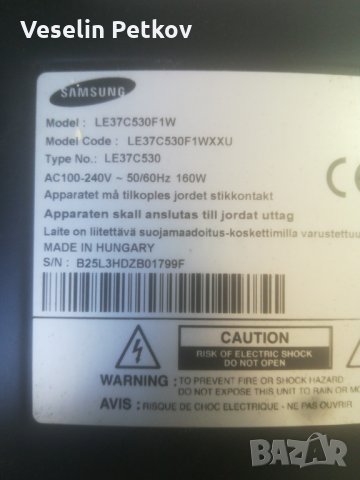 Veselin Petkov
SAMSUNG
Model : LE37C530F1W
Model Code : LE37C530F1WXXU
Type No.: LE37C530
AC100-240V ~ 50/60Hz 160W
Apparatet må tilkoples jordet stikkontakt
Apparaten skall anslutas till jordat uttag
Laite on liitettävä suojamaadoitus-koskettimilla varustettuu
MADE IN HUNGARY
S/N : B25L3HDZB01799F
CAUTION
RISK OF ELECTRIC SHOCK
DO NOT OPEN
WARNING : TO PREVENT FIRE OR SHOCK HAZARD
DO NOT EXPOSE THIS UNIT TO RAIN OR MO
AVIS : RISQUE DE CHOC ELECTRIQUE - NE PAS OUVRIR
BAZAR